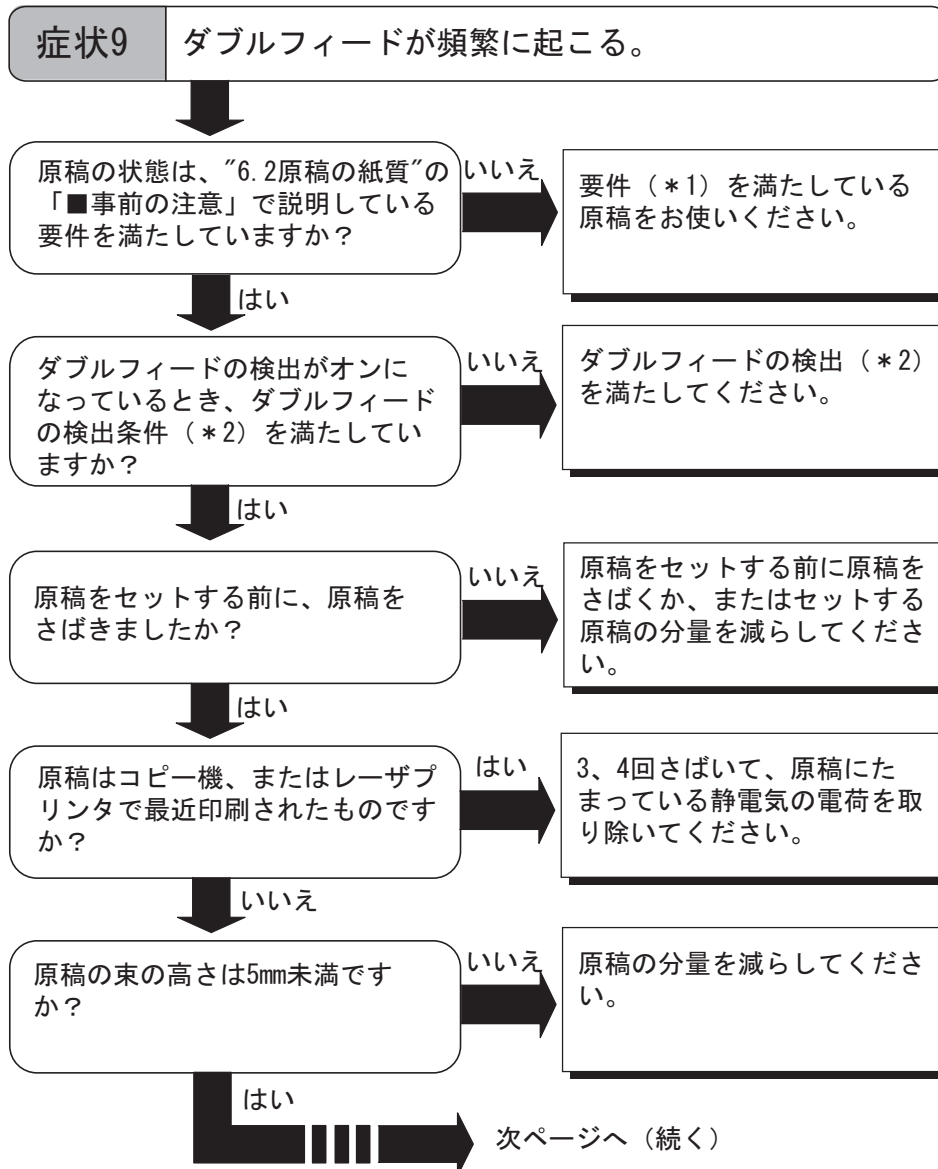 症状9 ダブルフィードが頻繁に起こる。
原稿の状態は、"6.2原稿の紙質"の
「■事前の注意」で説明している
要件を満たしていますか？
いいえ
要件（＊1）を満たしている
原稿をお使いください。
はい
ダブルフィードの検出がオンに
なっているとき、ダブルフィード
の検出条件（＊2）を満たしてい
ますか？
いいえ
ダブルフィードの検出（＊2）
を満たしてください。
はい
原稿をセットする前に、原稿を
さばきましたか？
いいえ
原稿をセットする前に原稿を
さばくか、またはセットする
原稿の分量を減らしてくださ
い。
はい
原稿はコピー機、またはレーザプ
リンタで最近印刷されたものです
か？
はい
3、4回さばいて、原稿にた
まっている静電気の電荷を取
り除いてください。
いいえ
原稿の束の高さは5mm未満です
か？
いいえ
原稿の分量を減らしてくださ
い。
はい
次ページへ（続く）